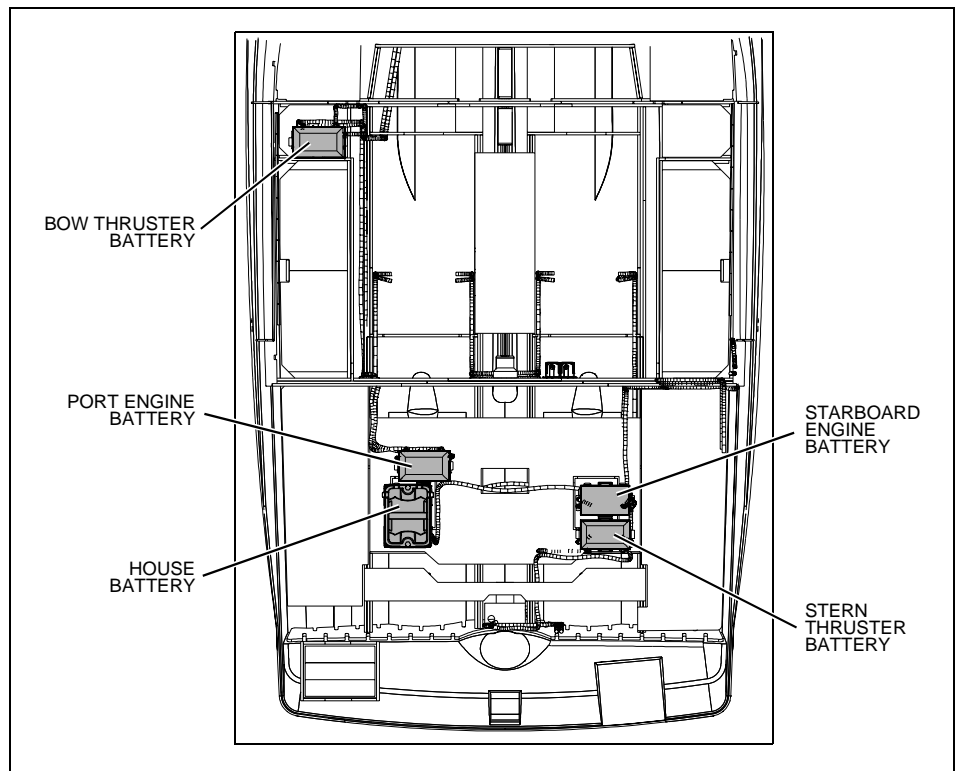 BOW THRUSTER
BATTERY
PORT ENGINE
BATTERY
HOUSE
BATTERY
STARBOARD
ENGINE
BATTERY
STERN
THRUSTER
BATTERY